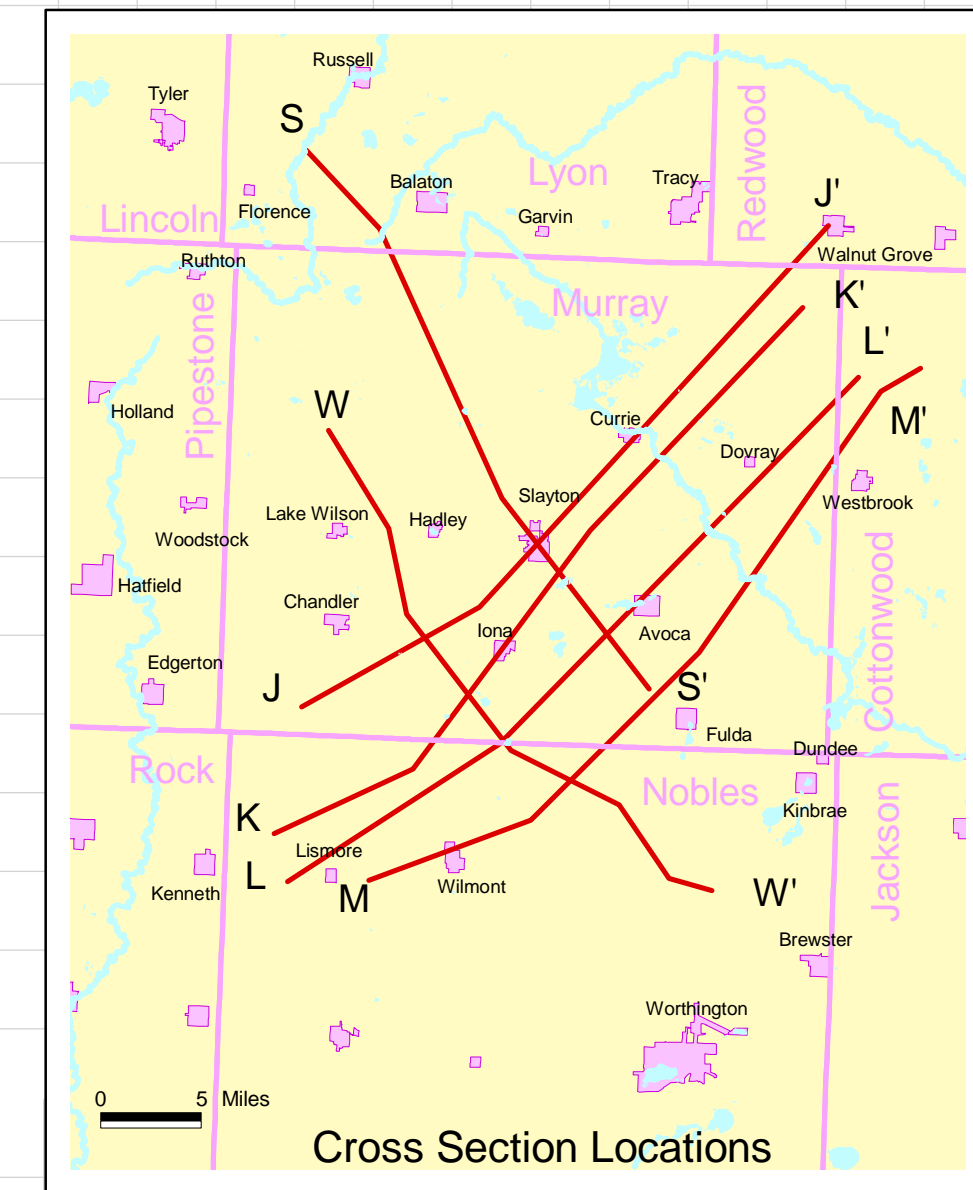 Russell
Tyler
S
Redwood
Lyon
Tracy
Balaton
J'
Florence
Lincoln
Garvin
Walnut Grove
Ruthton
Murray
K'
Pipestone
L'
Holland
W
Currie
M'
Dovray
Westbrook
Slayton
Lake Wilson
Hadley
Woodstock
Cottonwood
Hatfield
Chandler
Iona
Avoca
Edgerton
J
S'
Fulda
Dundee
Rock
Nobles
Kinbrae
K
Jackson
Lismore
L
Kenneth
M
Wilmont
W'
Brewster
Worthington
0 5 Miles
Cross Section Locations